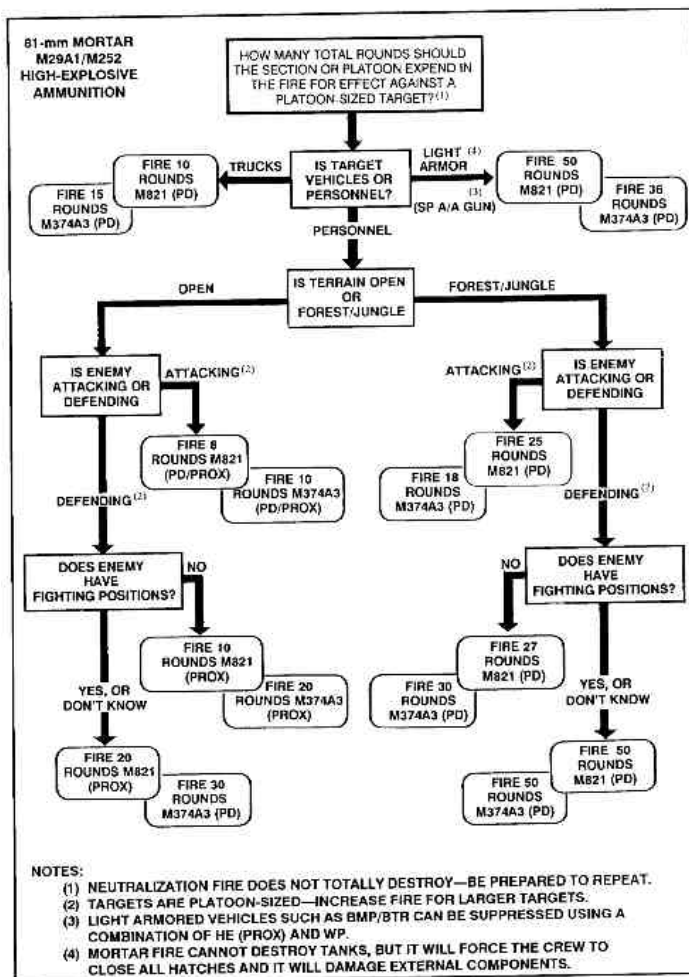 81-mm MORTAR
M29A1/M252
HIGH-EXPLOSIVE
AMMUNITION
HOW MANY TOTAL ROUNDS SHOULD
THE SECTION OR PLATOON EXPEND IN
THE FIRE FOR EFFECT AGAINST A
PLATOON-SIZED TARGET?(1)
IS TARGET
VEHICLES OR
PERSONNEL?
TRUCKS
FIRE 10
ROUNDS
M821 (PD)
FIRE 15
ROUNDS
M374A3 (PD)
LIGHT (4)
ARMOR
(3)
(SP A/A GUN)
FIRE 50
ROUNDS
M821 (PD)
FIRE 36
ROUNDS
M374A3 (PD)
PERSONNEL
IS TERRAIN OPEN
OR
FOREST/JUNGLE
OPEN
FOREST/JUNGLE
IS ENEMY
ATTACKING OR
DEFENDING
ATTACKING(2)
FIRE 8
ROUNDS M821
(PD/PROX)
FIRE 10
ROUNDS M374A3
(PD/PROX)
DEFENDING(2)
DOES ENEMY
HAVE
FIGHTING POSITIONS?
NO
FIRE 10
ROUNDS M821
(PROX)
FIRE 20
ROUNDS M374A3
(PROX)
YES, OR
DON'T KNOW
FIRE 20
ROUNDS M821
(PROX)
FIRE 30
ROUNDS
M374A3 (PD)
IS ENEMY
ATTACKING OR
DEFENDING
ATTACKING(2)
FIRE 25
ROUNDS
M821 (PD)
FIRE 18
ROUNDS
M374A3 (PD)
DEFENDING(2)
DOES ENEMY
HAVE
FIGHTING POSITIONS?
NO
FIRE 27
ROUNDS
M821 (PD)
FIRE 30
ROUNDS
M374A3 (PD)
YES, OR
DON'T KNOW
FIRE 50
ROUNDS
M821 (PD)
FIRE 50
ROUNDS
M374A3 (PD)
NOTES:
(1) NEUTRALIZATION FIRE DOES NOT TOTALLY DESTROY—BE PREPARED TO REPEAT.
(2) TARGETS ARE PLATOON-SIZED—INCREASE FIRE FOR LARGER TARGETS.
(3) LIGHT ARMORED VEHICLES SUCH AS BMP/BTR CAN BE SUPPRESSED USING A
COMBINATION OF HE (PROX) AND WP.
(4) MORTAR FIRE CANNOT DESTROY TANKS, BUT IT WILL FORCE THE CREW TO
CLOSE ALL HATCHES AND IT WILL DAMAGE EXTERNAL COMPONENTS.